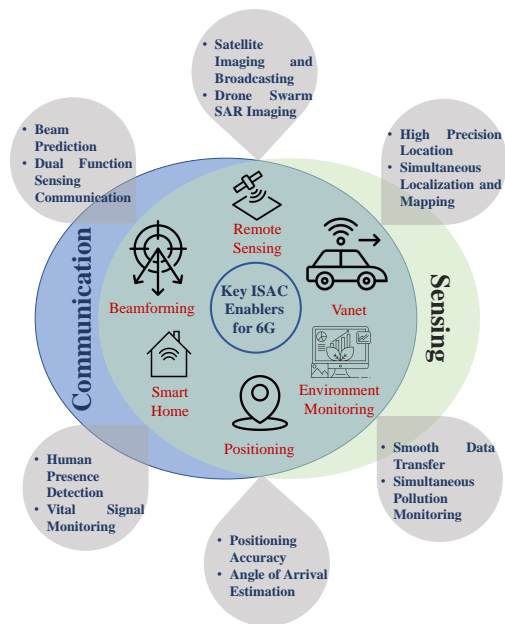 • Satellite
Imaging and
Broadcasting
• Drone Swarm
SAR Imaging
• Beam
Prediction
• Dual Function
Sensing
Communication
• High Precision
Location
• Simultaneous
Localization and
Mapping
Communication
Sensing
Remote
Sensing
Beamforming
Vanet
Key ISAC
Enablers
for 6G
Smart
Home
Environment
Monitoring
Positioning
• Human
Presence
Detection
• Vital Signal
Monitoring
• Smooth Data
Transfer
• Simultaneous
Pollution
Monitoring
• Positioning
Accuracy
• Angle of Arrival
Estimation